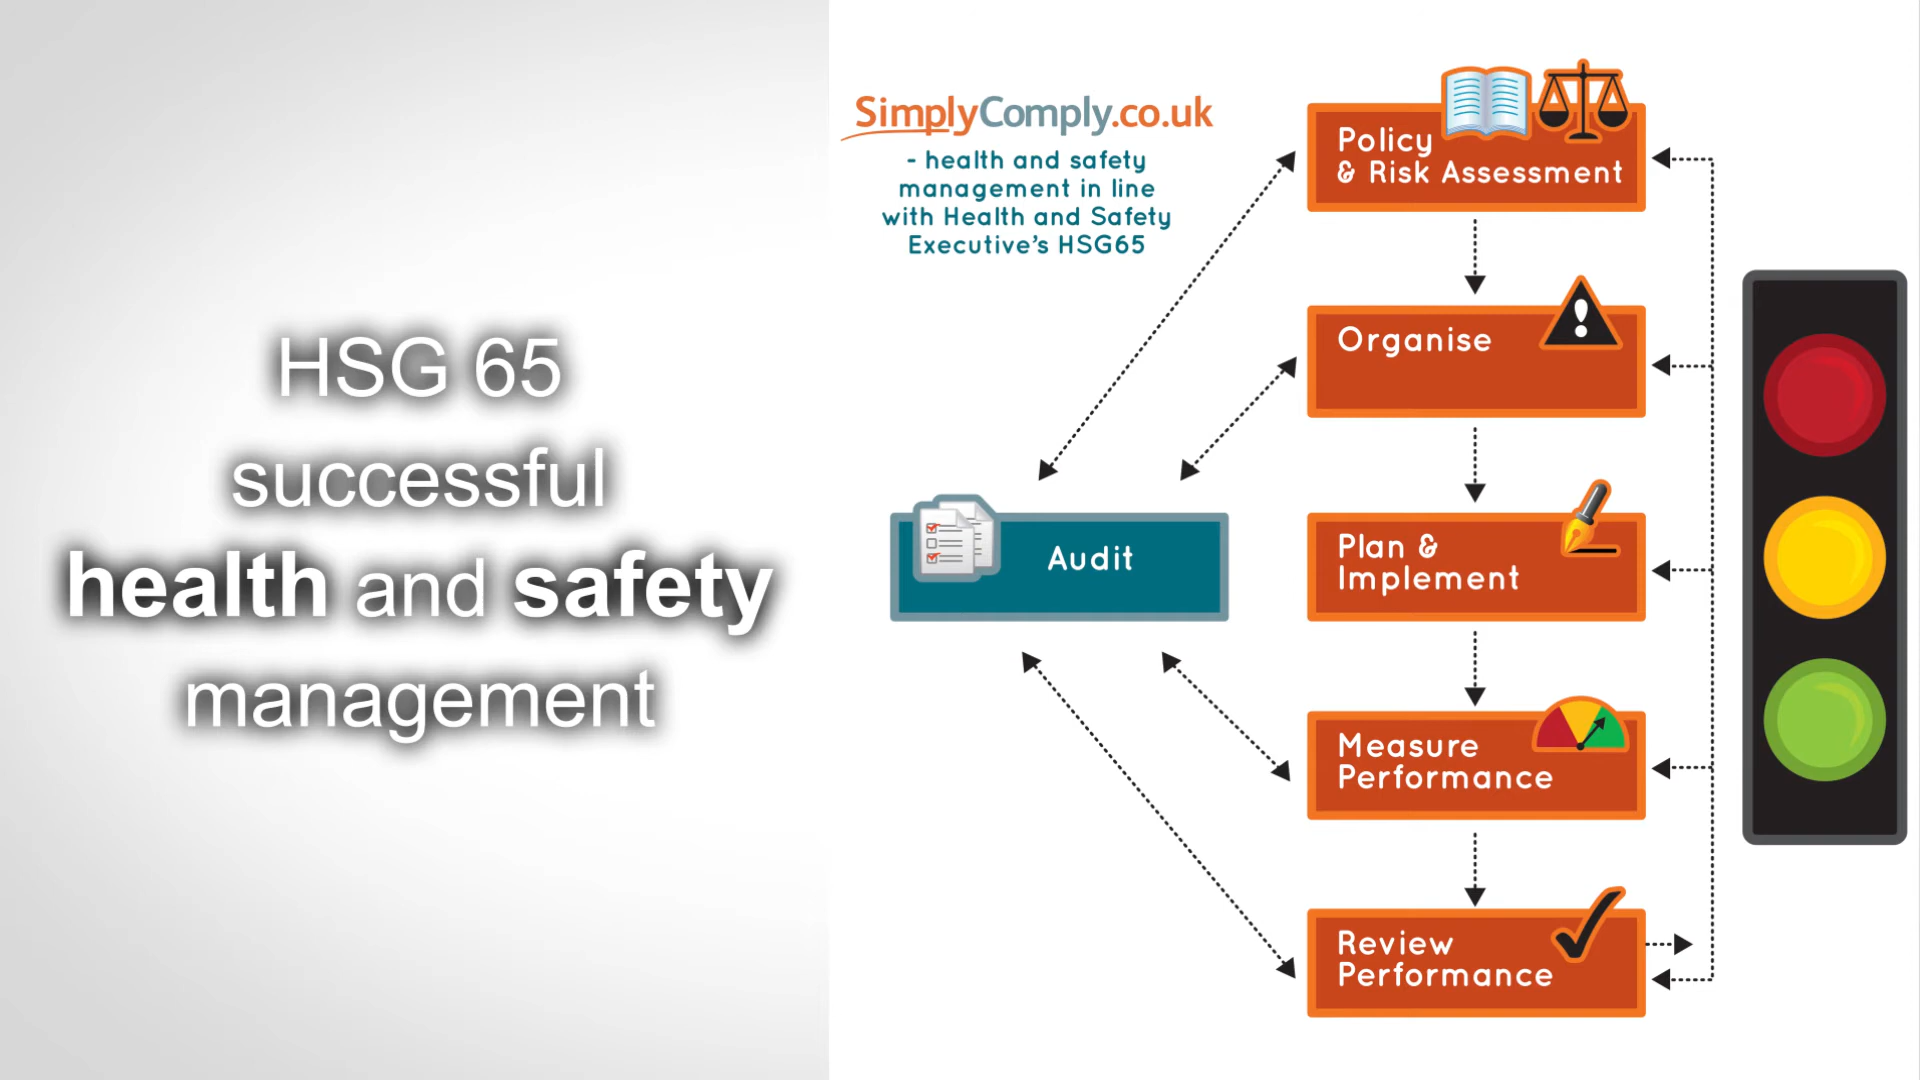 HSG 65
successful
health and safety
management
SimplyComply.co.uk
- health and safety
management in line
with Health and Safety
Executive's HSG65
Policy
& Risk Assessment
Organise
Audit
Plan &
Implement
Measure
Performance
Review
Performance